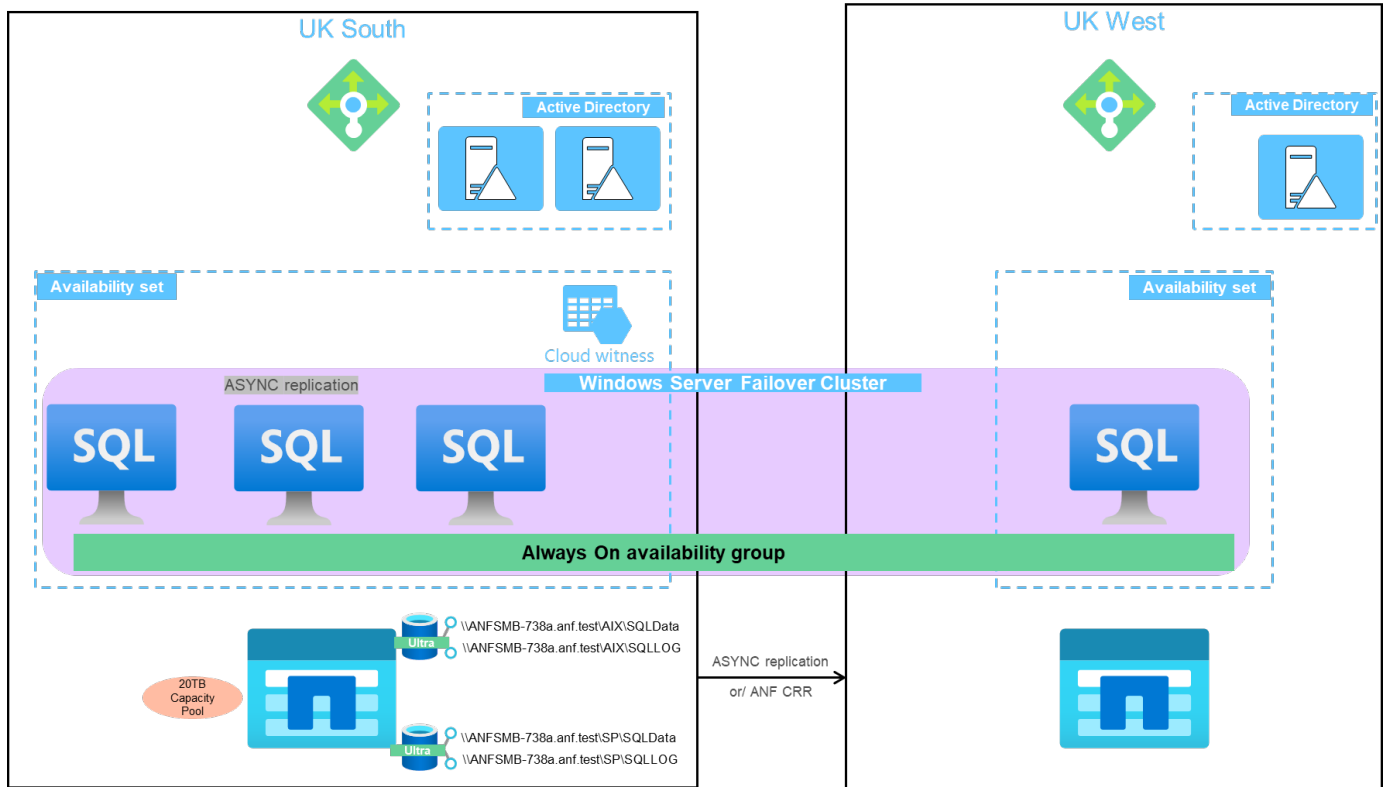 UK South
UK West
Active Directory
Active Directory
Availability set
Availability set
Cloud witness
Windows Server Failover Cluster
ASYNC replication
SQL
SQL
SQL
SQL
Always On availability group
\\ANFSMB-738a.anf.test\AIX\SQLData
Ultra
\\ANFSMB-738a.anf.test\AIX\SQLLOG
ASYNC replication
or/ ANF CRR
20TB
Capacity
Pool
\\ANFSMB-738a.anf.test\SP\SQLData
Ultra
\\ANFSMB-738a.anf.test\SP\SQLLOG